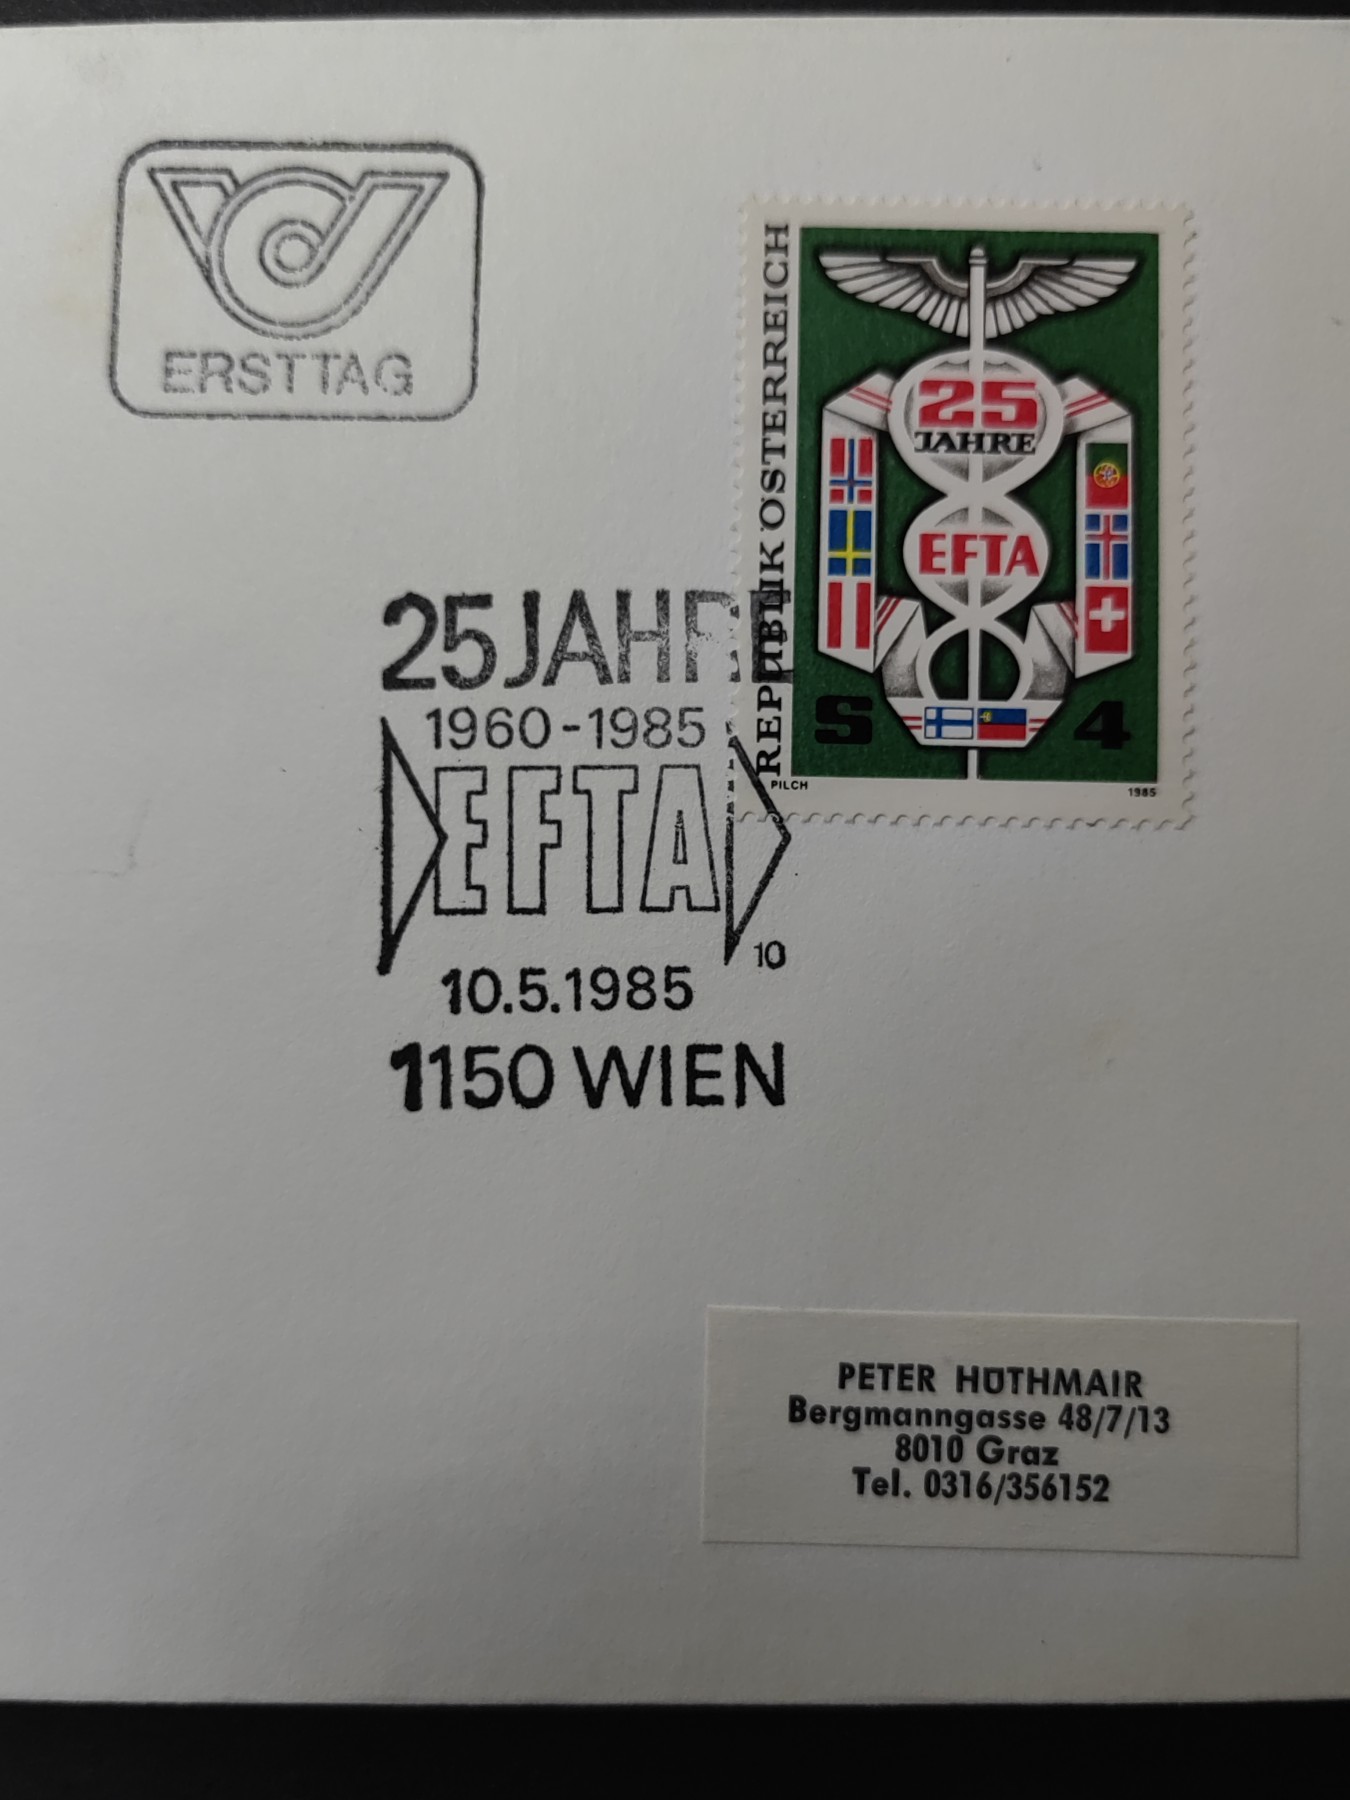 ERSTTAG
REPUBLIK ÖSTERREICH
25
JAHRE
EFTA
S 4
PILCH 1985
25 JAHRE
1960-1985
EFTA
10
10.5.1985
1150 WIEN
PETER HÜTHMAIR
Bergmanngasse 48/7/13
8010 Graz
Tel. 0316/356152